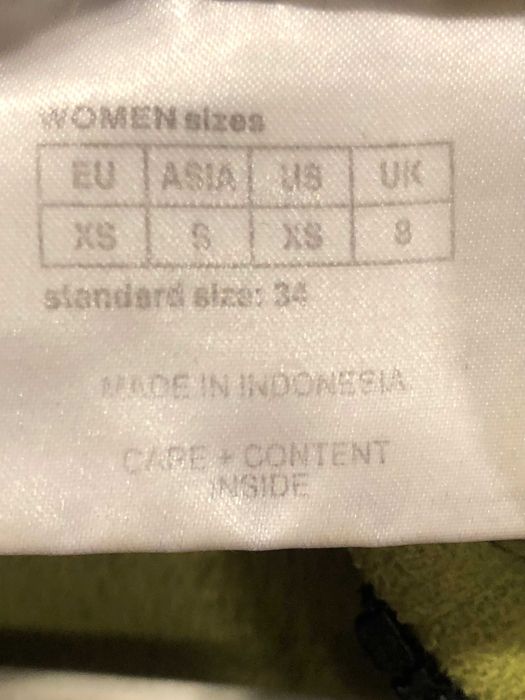 WOMEN sizes
EU ASIA US UK
XS S XS 8
standard size: 34
MADE IN INDONESIA
CARE + CONTENT
INSIDE